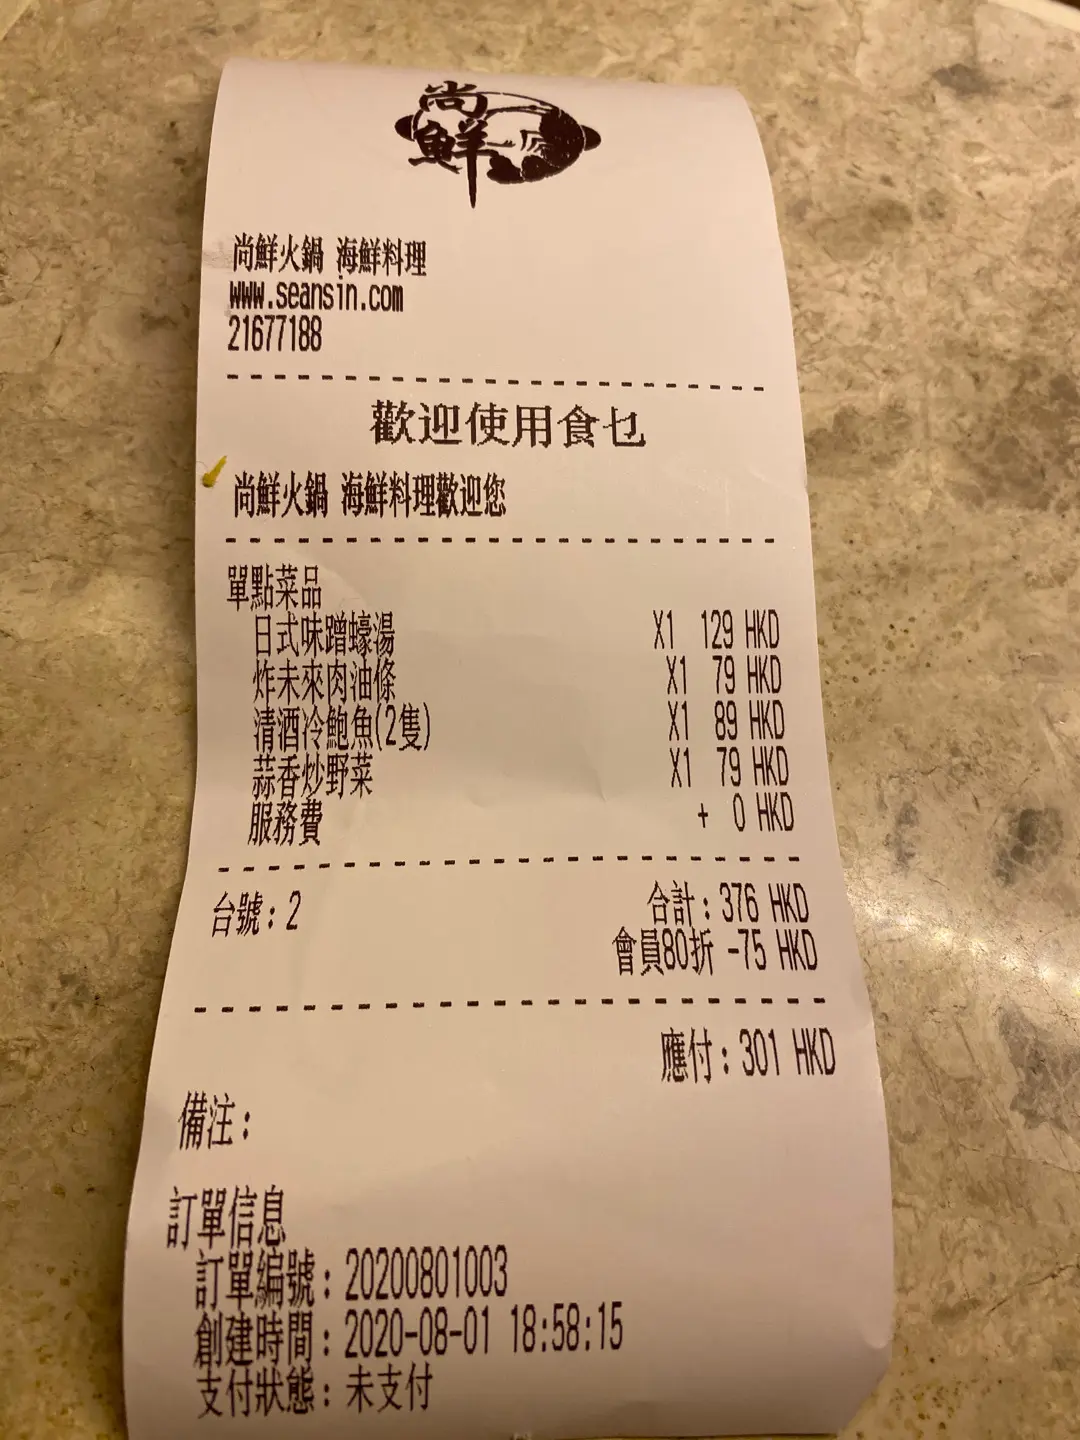 尚
鮮
尚鮮火鍋 海鮮料理
www.seansin.com
21677188
歡迎使用食乜
尚鮮火鍋 海鮮料理歡迎您
單點菜品
日式味蹭蠔湯 X1 129 HKD
炸未來肉油條 X1 79 HKD
清酒冷鮑魚(2隻) X1 89 HKD
蒜香炒野菜 X1 79 HKD
服務費 + 0 HKD
台號:2 合計:376 HKD
會員80折 -75 HKD
應付:301 HKD
備注:
訂單信息
訂單編號:20200801003
創建時間:2020-08-01 18:58:15
支付狀態:未支付